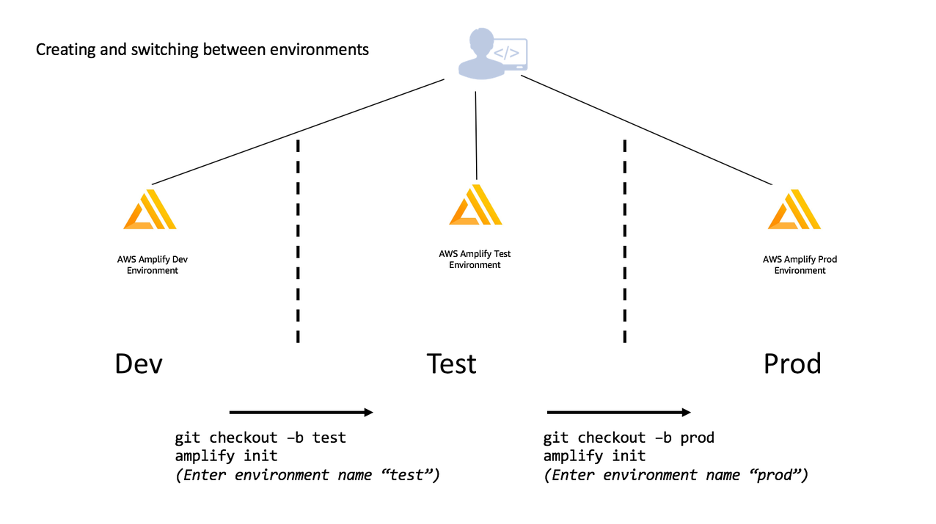 Creating and switching between environments
</>
AWS Amplify Dev
Environment
AWS Amplify Test
Environment
AWS Amplify Prod
Environment
Dev
Test
Prod
git checkout –b test
amplify init
(Enter environment name “test”)
git checkout –b prod
amplify init
(Enter environment name “prod”)